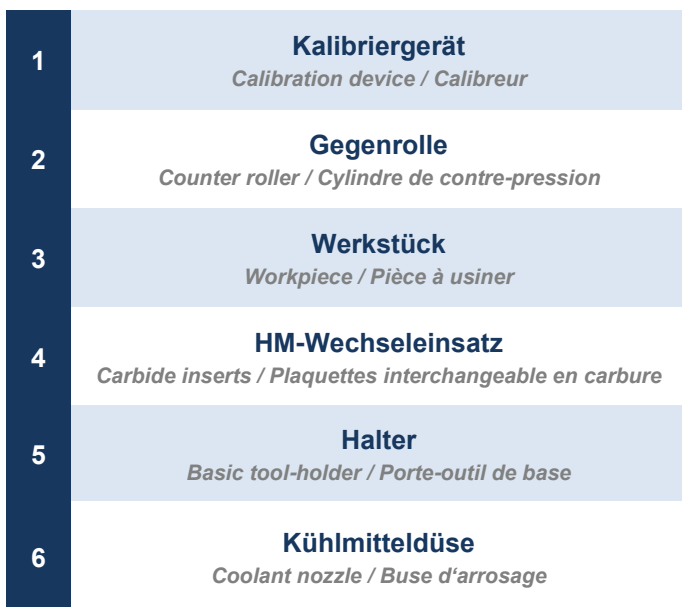 1
Kalibriergerät
Calibration device / Calibreur
2
Gegenrolle
Counter roller / Cylindre de contre-pression
3
Werkstück
Workpiece / Pièce à usiner
4
HM-Wechseleinsatz
Carbide inserts / Plaquettes interchangeable en carbure
5
Halter
Basic tool-holder / Porte-outil de base
6
Kühlmitteldüse
Coolant nozzle / Buse d‘arrosage